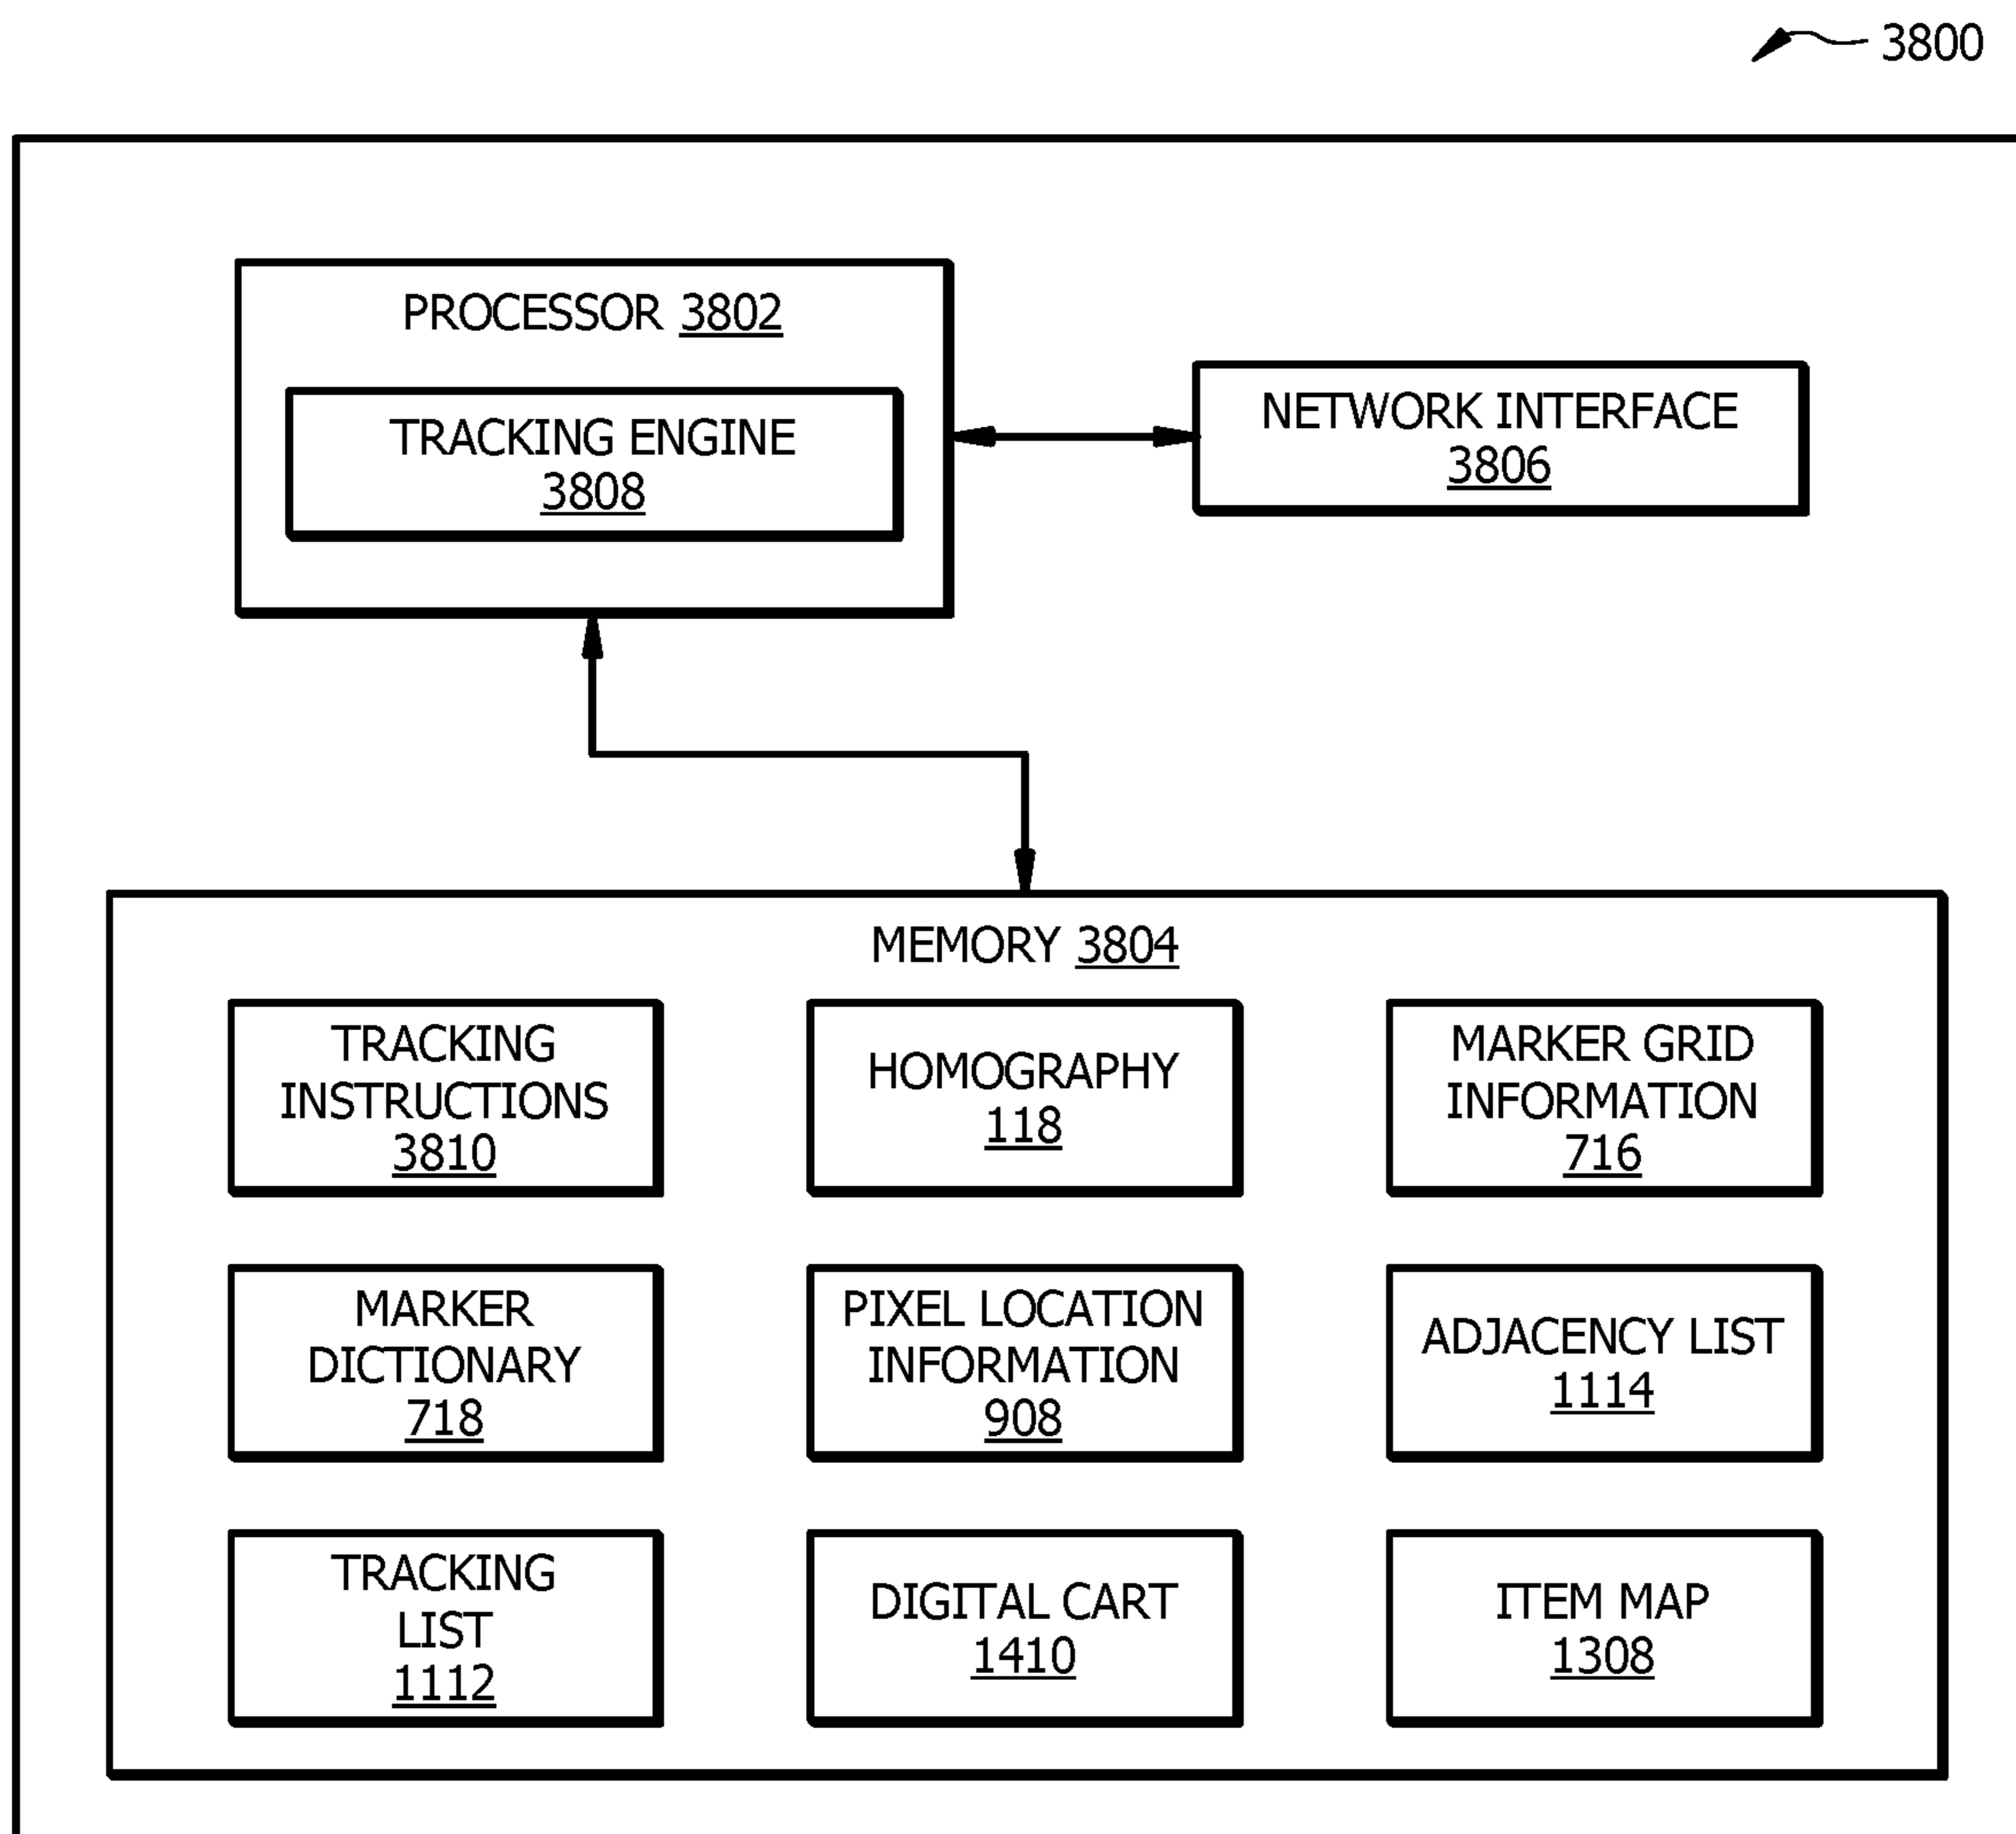 3800
PROCESSOR 3802
TRACKING ENGINE
3808
NETWORK INTERFACE
3806
MEMORY 3804
TRACKING
INSTRUCTIONS
3810
HOMOGRAPHY
118
MARKER GRID
INFORMATION
716
MARKER
DICTIONARY
718
PIXEL LOCATION
INFORMATION
908
ADJACENCY LIST
1114
TRACKING
LIST
1112
DIGITAL CART
1410
ITEM MAP
1308